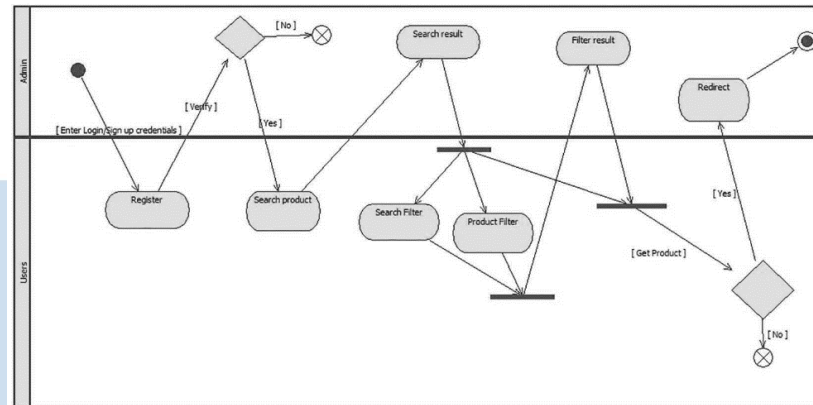 Admin
[ No ]
Search result
Filter result
Redirect
[ Verify ]
[ Enter Login/Sign up credentials ]
[Yes ]
Register
Search product
Search Filter
Product Filter
[ Yes ]
[ Get Product ]
Users
[ No ]